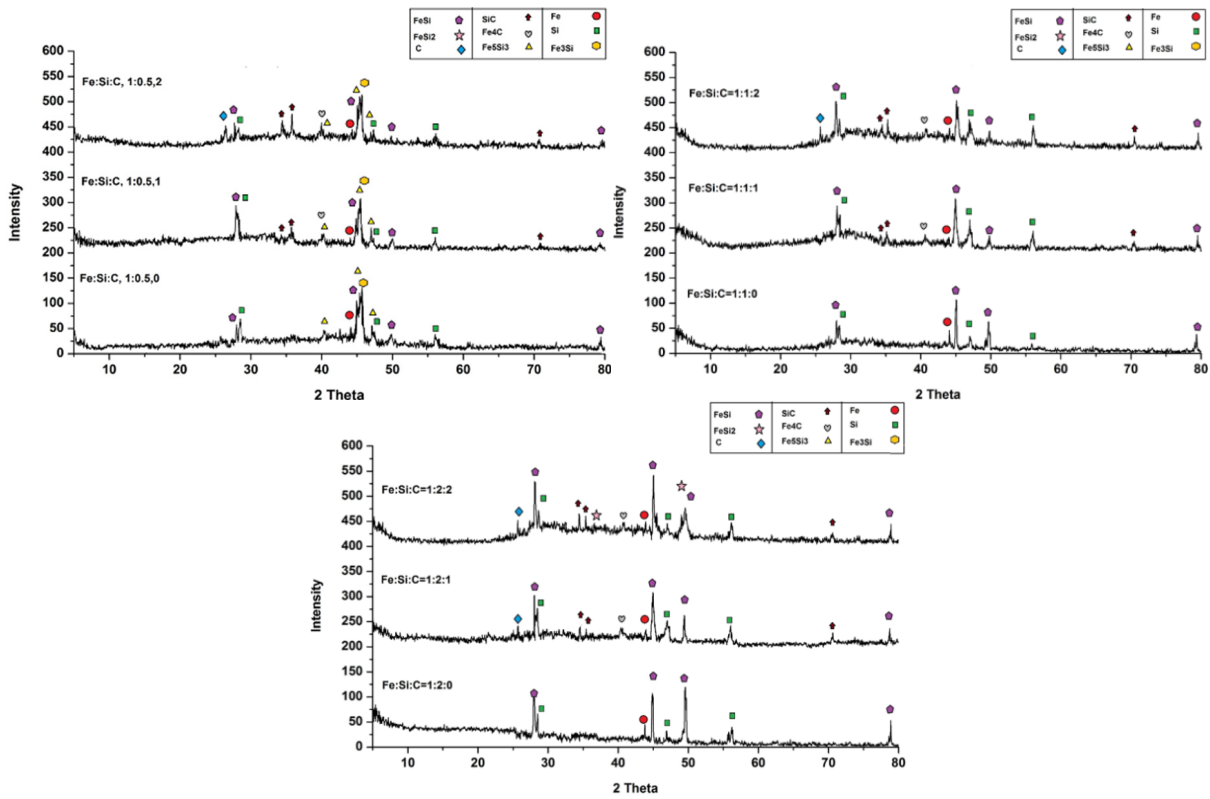 FeSi SiC Fe
FeSi2 Fe4C Si
C Fe5Si3 Fe3Si
600
550
500
450
400
350
300
250
200
150
100
50
0
Intensity
Fe:Si:C, 1:0.5,2
Fe:Si:C, 1:0.5,1
Fe:Si:C, 1:0.5,0
10 20 30 40 50 60 70 80
2 Theta
FeSi SiC Fe
FeSi2 Fe4C Si
C Fe5Si3 Fe3Si
600
550
500
450
400
350
300
250
200
150
100
50
0
Intensity
Fe:Si:C=1:1:2
Fe:Si:C=1:1:1
Fe:Si:C=1:1:0
10 20 30 40 50 60 70 80
2 Theta
FeSi SiC Fe
FeSi2 Fe4C Si
C Fe5Si3 Fe3Si
600
550
500
450
400
350
300
250
200
150
100
50
0
Intensity
Fe:Si:C=1:2:2
Fe:Si:C=1:2:1
Fe:Si:C=1:2:0
10 20 30 40 50 60 70 80
2 Theta